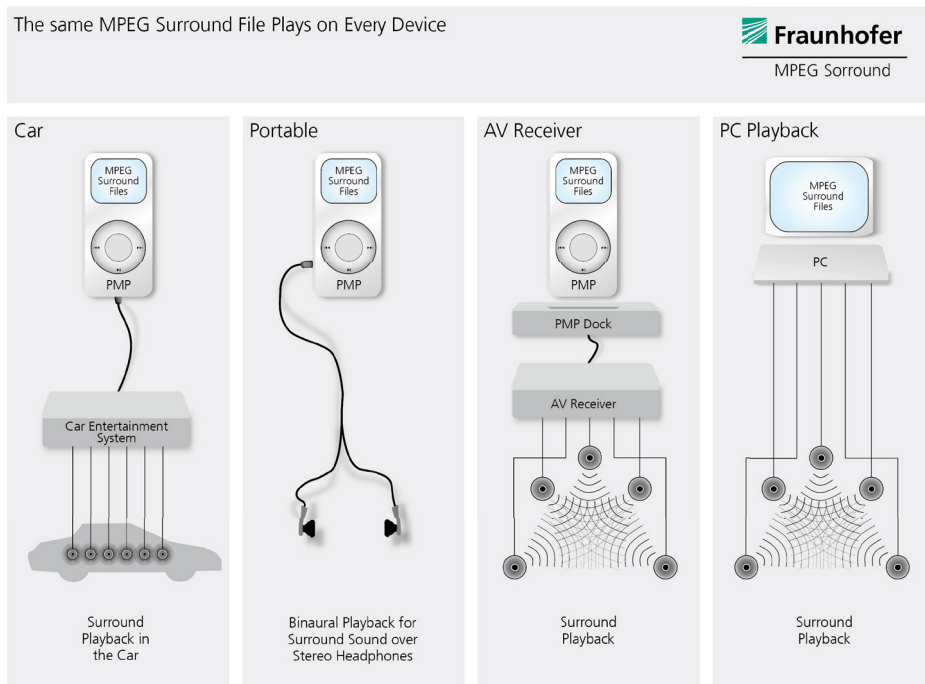 The same MPEG Surround File Plays on Every Device
Fraunhofer
MPEG Sorround
Car
MPEG
Surround
Files
PMP
Car Entertainment
System
Surround
Playback in
the Car
Portable
MPEG
Surround
Files
PMP
Binaural Playback for
Surround Sound over
Stereo Headphones
AV Receiver
MPEG
Surround
Files
PMP
PMP Dock
AV Receiver
Surround
Playback
PC Playback
MPEG
Surround
Files
PC
Surround
Playback